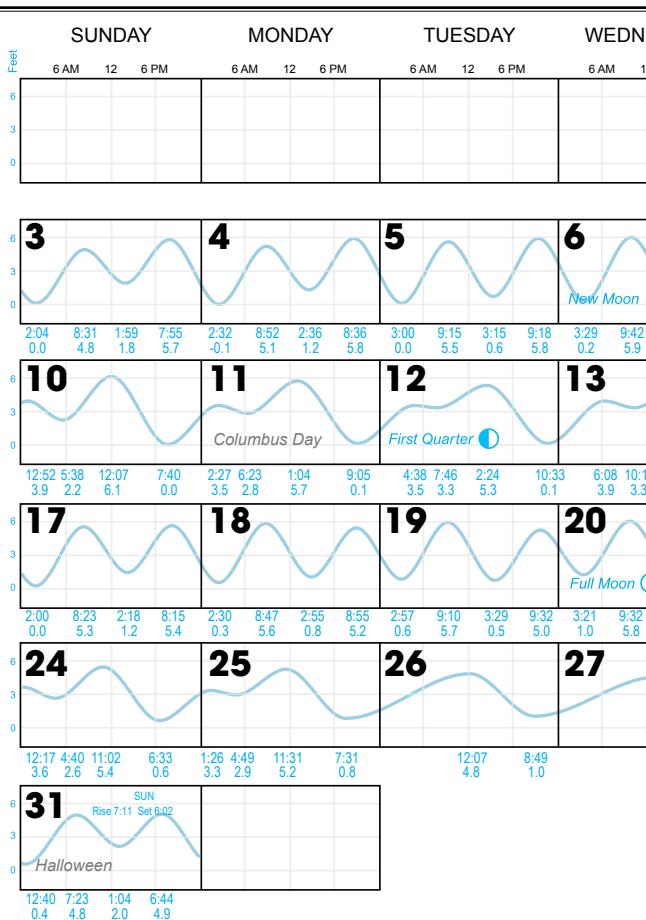 SUNDAY MONDAY TUESDAY WEDN
Feet
6 AM 12 6 PM 6 AM 12 6 PM 6 AM 12 6 PM 6 AM 1
6
3
0
3 4 5 6
6
3
0
New Moon
2:04 8:31 1:59 7:55 2:32 8:52 2:36 8:36 3:00 9:15 3:15 9:18 3:29 9:42
0.0 4.8 1.8 5.7 -0.1 5.1 1.2 5.8 0.0 5.5 0.6 5.8 0.2 5.9
10 11 12 13
6
3
0
Columbus Day First Quarter
12:52 5:38 12:07 7:40 2:27 6:23 1:04 9:05 4:38 7:46 2:24 10:33 6:08 10:1
3.9 2.2 6.1 0.0 3.5 2.8 5.7 0.1 3.5 3.3 5.3 0.1 3.9 3.3
17 18 19 20
6
3
0
Full Moon
2:00 8:23 2:18 8:15 2:30 8:47 2:55 8:55 2:57 9:10 3:29 9:32 3:21 9:32
0.0 5.3 1.2 5.4 0.3 5.6 0.8 5.2 0.6 5.7 0.5 5.0 1.0 5.8
24 25 26 27
6
3
0
12:17 4:40 11:02 6:33 1:26 4:49 11:31 7:31 12:07 8:49
3.6 2.6 5.4 0.6 3.3 2.9 5.2 0.8 4.8 1.0
31
SUN
Rise 7:11 Set 6:02
6
3
0
Halloween
12:40 7:23 1:04 6:44
0.4 4.8 2.0 4.9